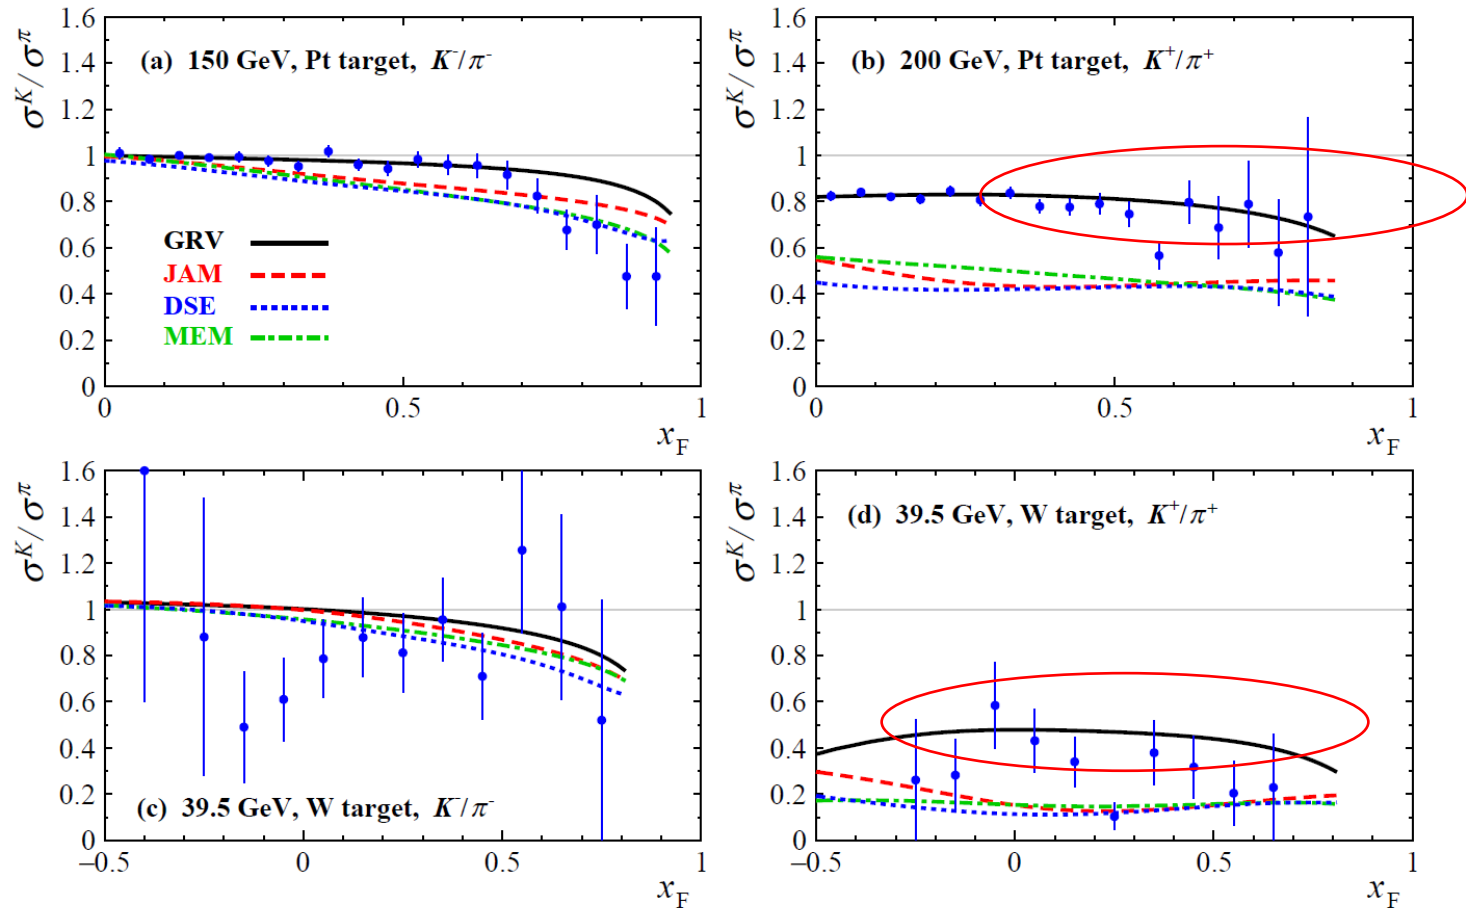 σᴷ/σᵖⁱ
1.6
1.4
1.2
1
0.8
0.6
0.4
0.2
0
(a) 150 GeV, Pt target, K⁻/π⁻
GRV
JAM
DSE
MEM
0 0.5 1
x_F
σᴷ/σ^π
1.6
1.4
1.2
1
0.8
0.6
0.4
0.2
0
(b) 200 GeV, Pt target, K⁺/π⁺
0 0.5 1
x_F
σᴷ/σ^π
1.6
1.4
1.2
1
0.8
0.6
0.4
0.2
0
(c) 39.5 GeV, W target, K⁻/π⁻
−0.5 0 0.5 1
x_F
σᴷ/σ^π
1.6
1.4
1.2
1
0.8
0.6
0.4
0.2
0
(d) 39.5 GeV, W target, K⁺/π⁺
−0.5 0 0.5 1
x_F